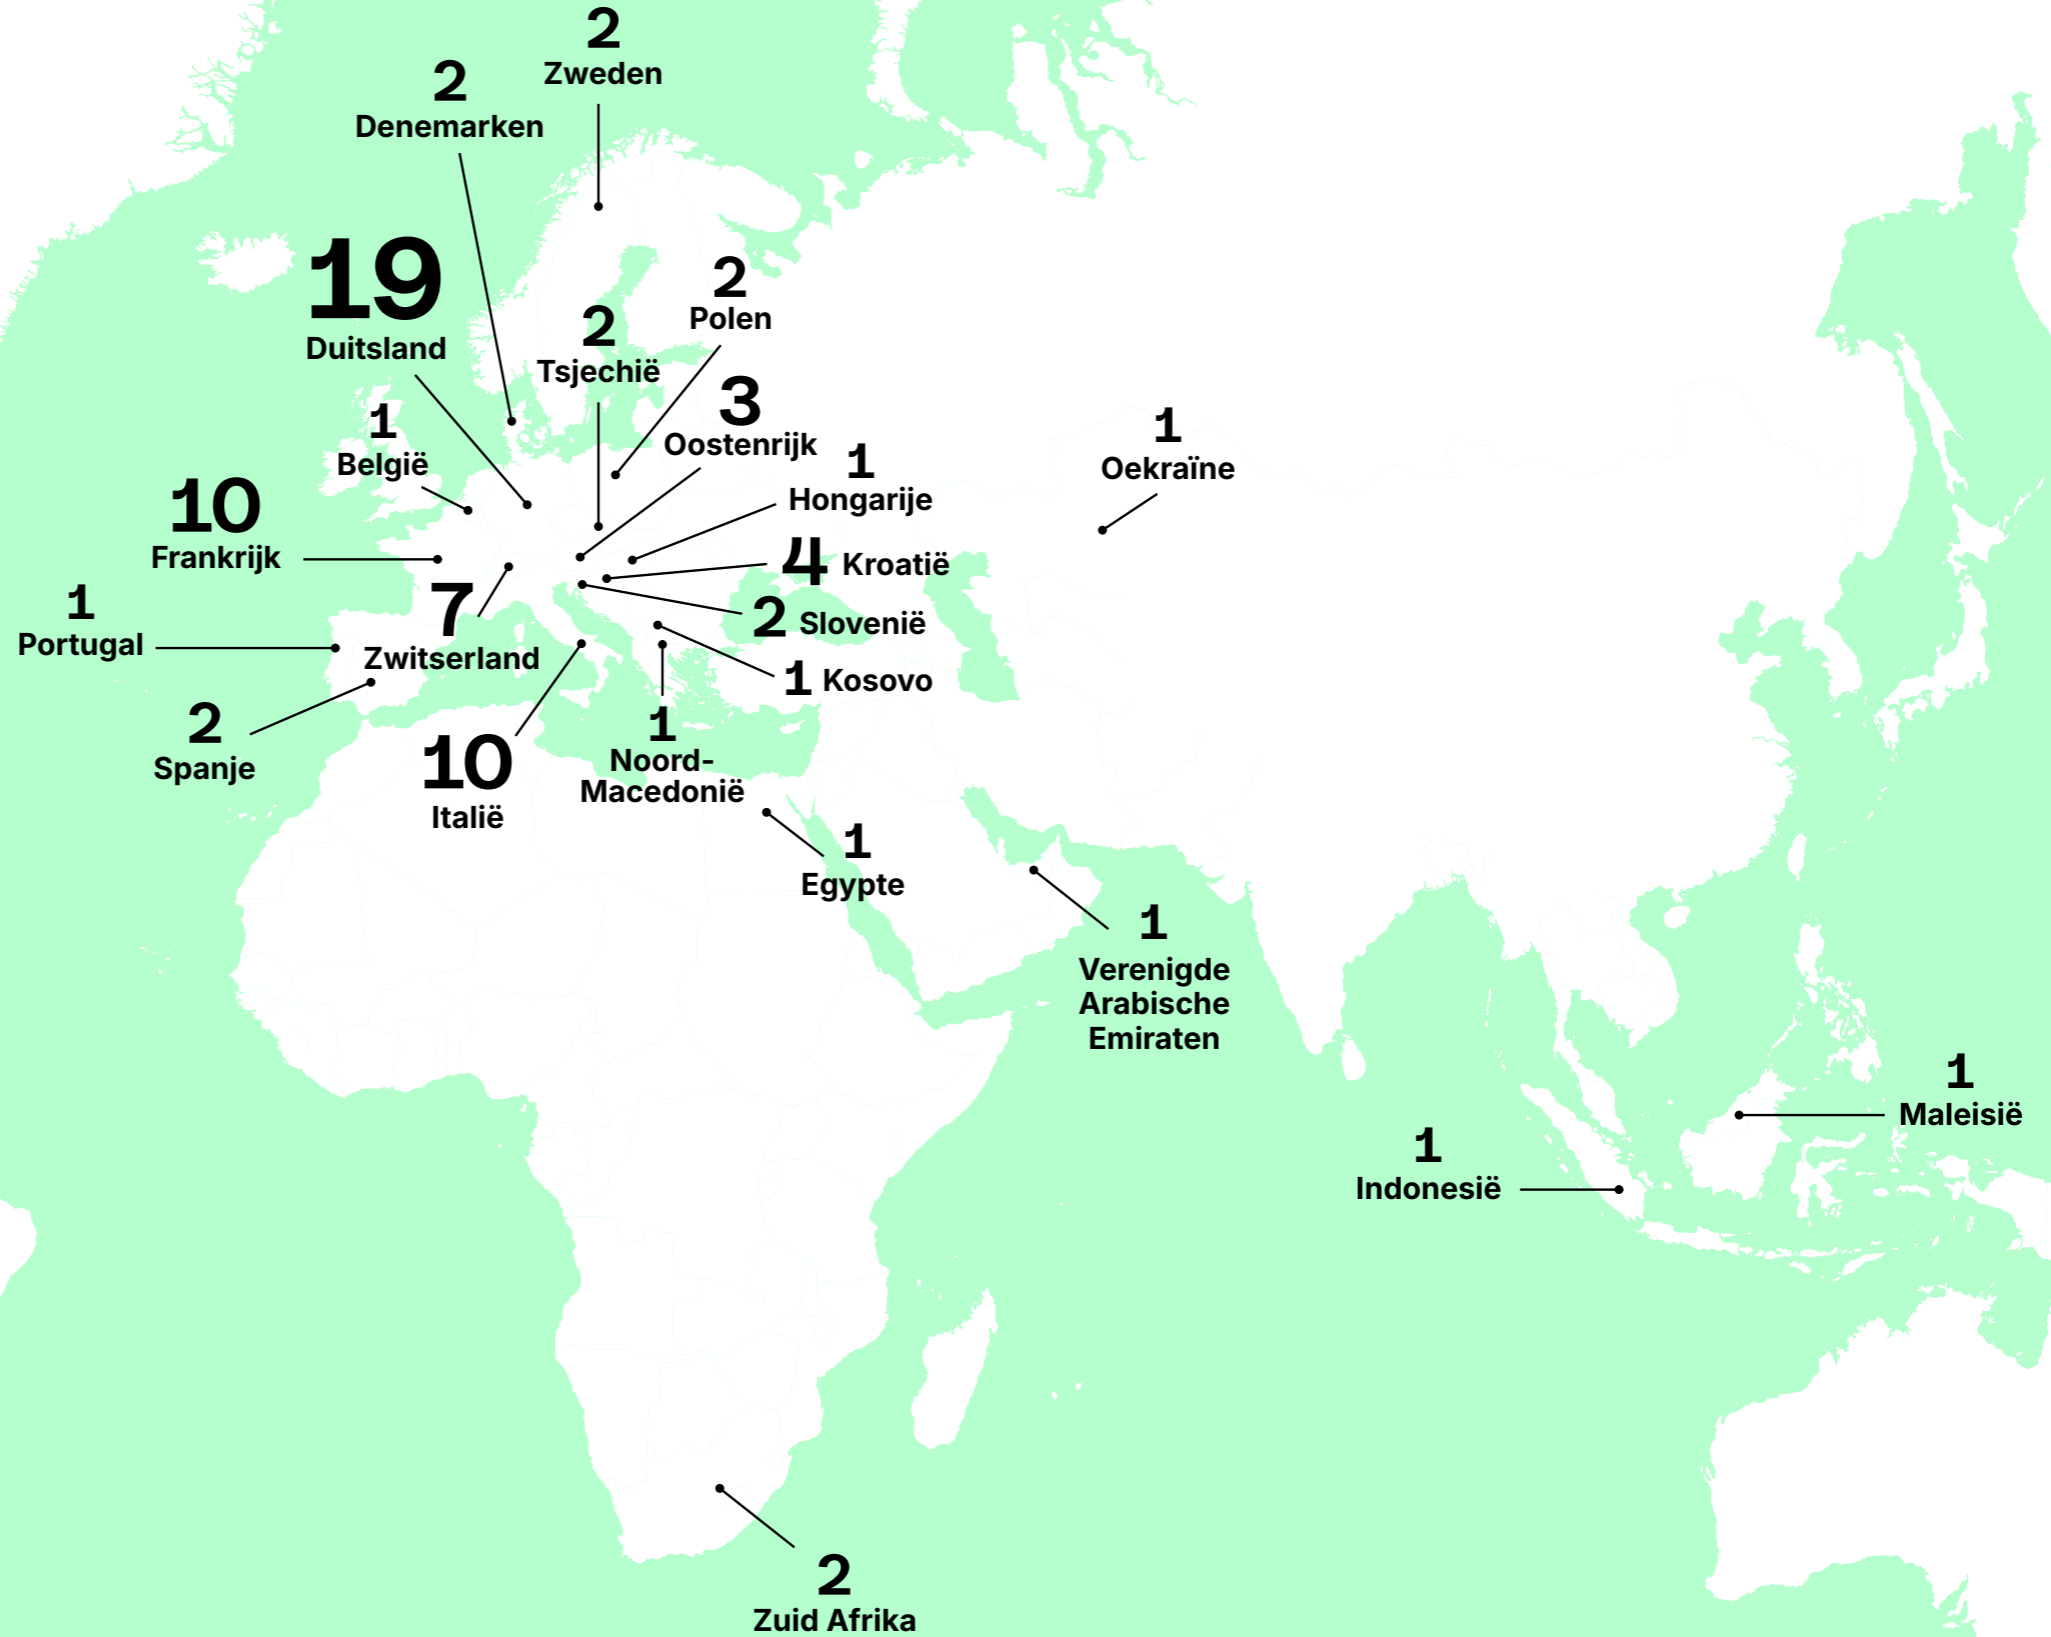 2
Zweden
2
Denemarken
19
Duitsland
2
Polen
2
Tsjechië
3
Oostenrijk
1
België
1
Hongarije
1
Oekraïne
10
Frankrijk
4 Kroatië
7
Zwitserland
2 Slovenië
1
Portugal
1 Kosovo
2
Spanje
10
Italië
1
Noord-
Macedonië
1
Egypte
1
Verenigde
Arabische
Emiraten
1
Maleisië
1
Indonesië
2
Zuid Afrika